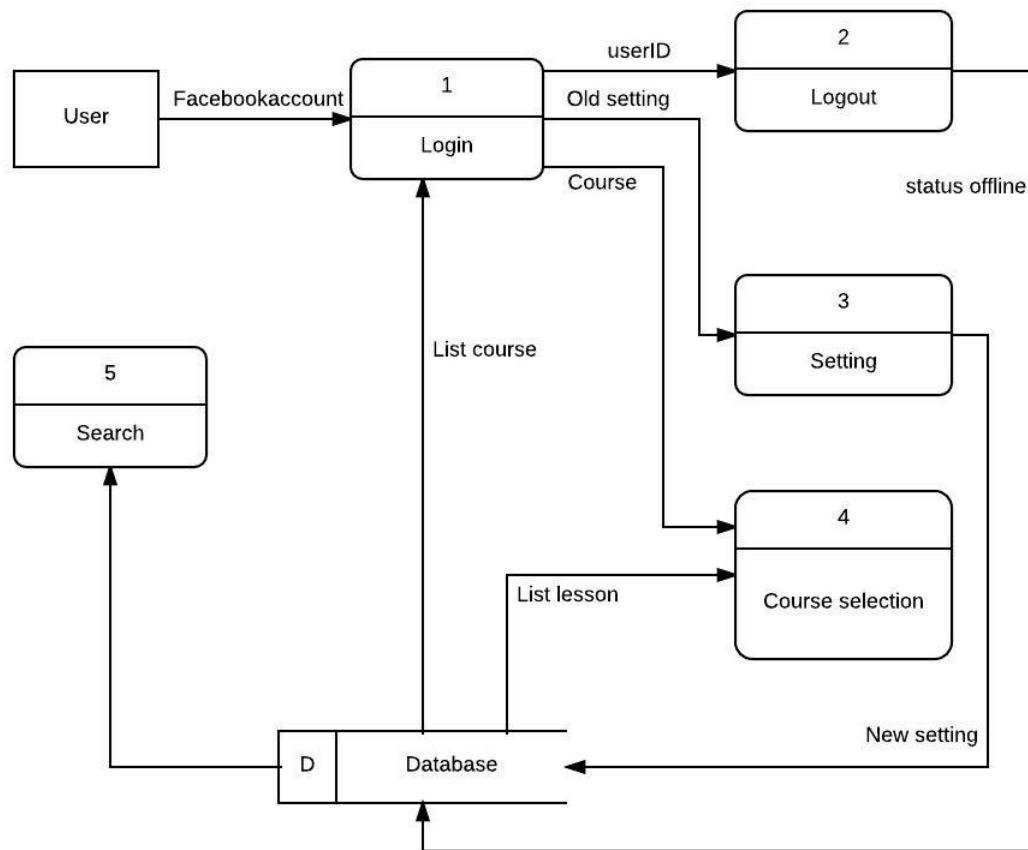 userID
2
Logout
User
Facebookaccount
1
Login
Old setting
Course
status offline
3
Setting
List course
5
Search
4
Course selection
List lesson
New setting
D
Database